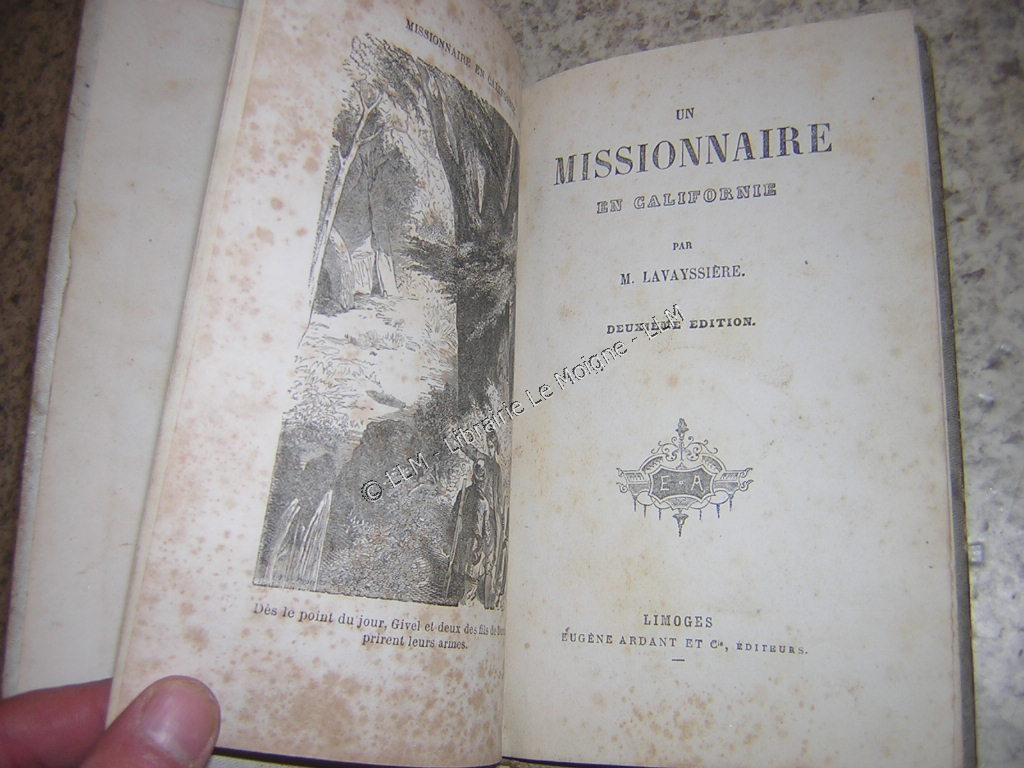 MISSIONNAIRE EN
Dès le point du jour, Givel et deux des fils de
prirent leurs armes.
UN
MISSIONNAIRE
EN CALIFORNIE
PAR
M. LAVAYSSIÈRE.
DEUXIÈME EDITION.
E A
LIMOGES
EUGÈNE ARDANT ET Cie, ÉDITEURS.
© LLM - Librairie Le Moigne - LLM